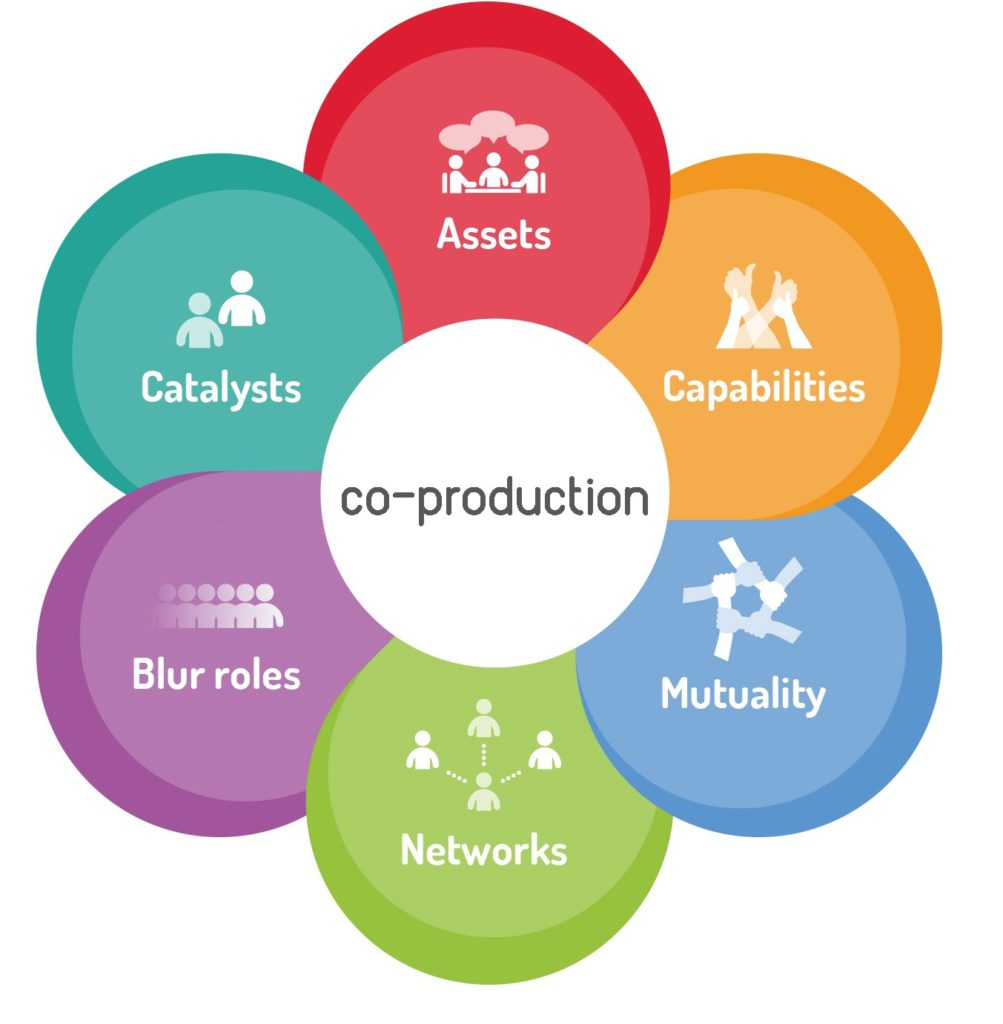 Assets
Capabilities
Mutuality
Networks
Blur roles
Catalysts
co-production